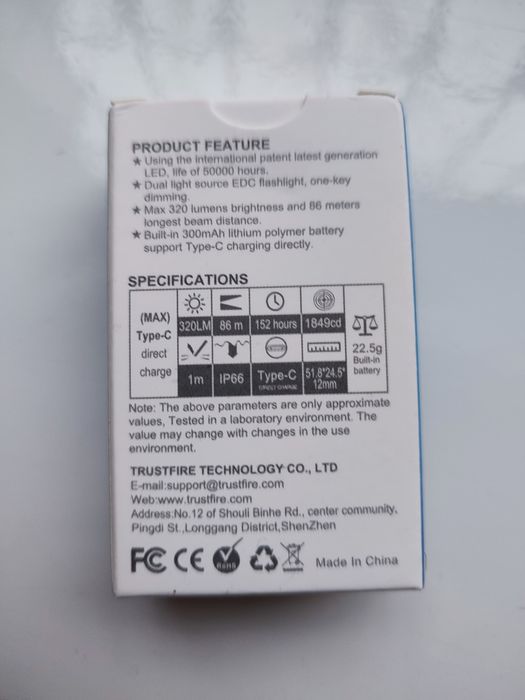 PRODUCT FEATURE
★ Using the international patent latest generation
LED, life of 50000 hours.
★ Dual light source EDC flashlight, one-key
dimming.
★ Max 320 lumens brightness and 86 meters
longest beam distance.
★ Built-in 300mAh lithium polymer battery
support Type-C charging directly.
SPECIFICATIONS
(MAX)
Type-C
direct
charge
320LM 86 m 152 hours 1849cd
1m IP66 Type-C 51.8*24.5*
DIRECT CHARGE 12mm
22.5g
Built-in
battery
Note: The above parameters are only approximate
values, Tested in a laboratory environment. The
value may change with changes in the use
environment.
TRUSTFIRE TECHNOLOGY CO., LTD
E-mail:support@trustfire.com
Web:www.trustfire.com
Address:No.12 of Shouli Binhe Rd., center community,
Pingdi St.,Longgang District,ShenZhen
FC CE RoHS Made In China